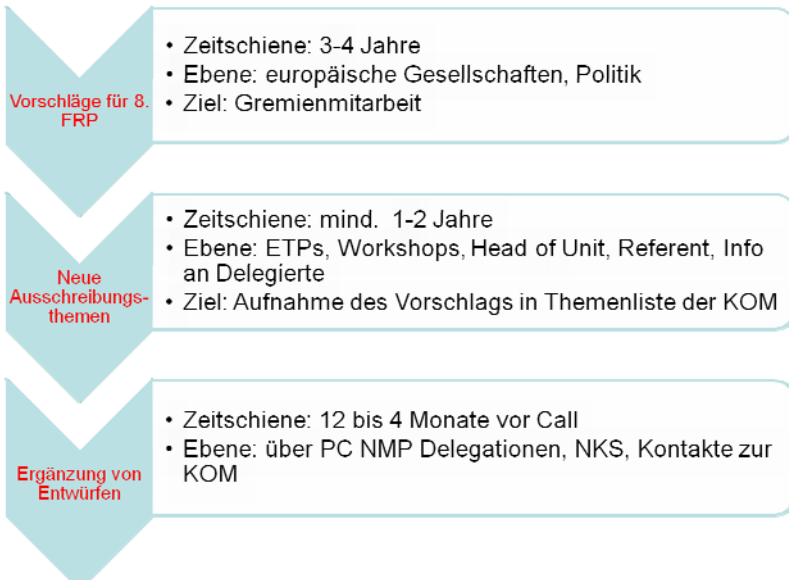 Vorschläge für 8.
FRP
• Zeitschiene: 3-4 Jahre
• Ebene: europäische Gesellschaften, Politik
• Ziel: Gremienmitarbeit
Neue
Ausschreibungs-
themen
• Zeitschiene: mind. 1-2 Jahre
• Ebene: ETPs, Workshops, Head of Unit, Referent, Info
an Delegierte
• Ziel: Aufnahme des Vorschlags in Themenliste der KOM
Ergänzung von
Entwürfen
• Zeitschiene: 12 bis 4 Monate vor Call
• Ebene: über PC NMP Delegationen, NKS, Kontakte zur
KOM